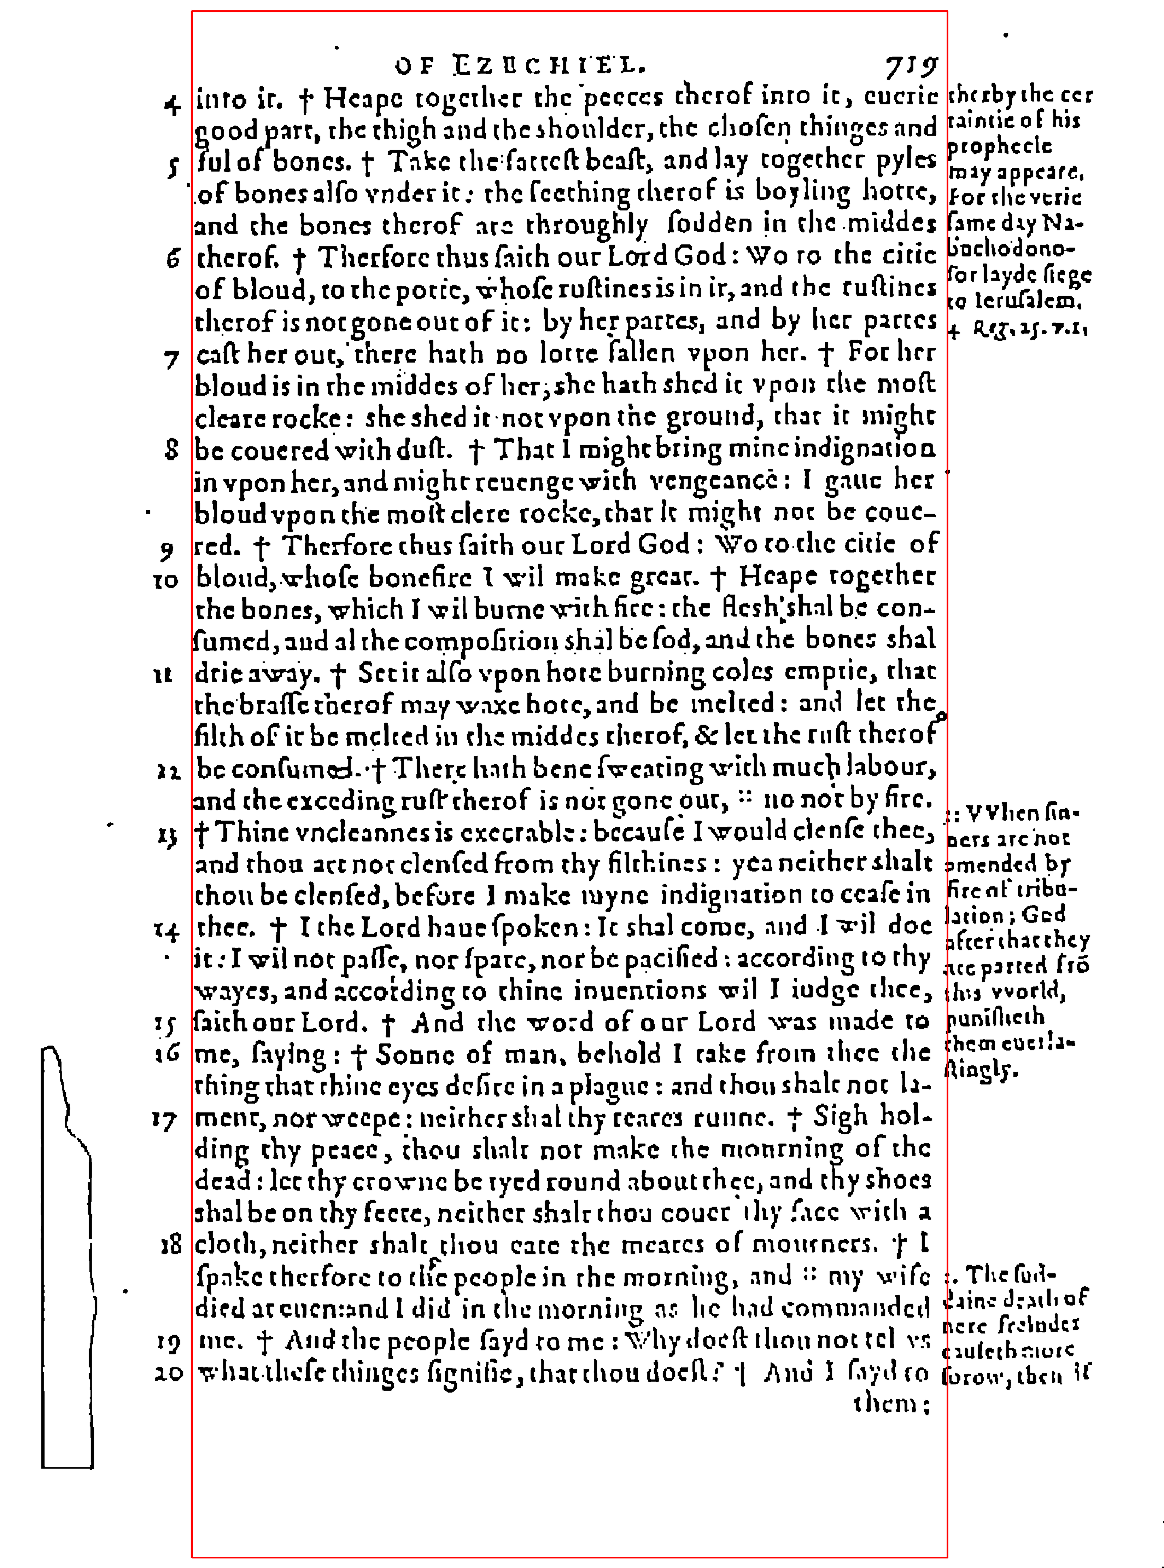 OF EZECHIEL. 719
4 into it. † Heape together the peeces therof into it, euerie
good part, the thigh and the shoulder, the chosen thinges and
5 ful of bones. † Take the fattest beast, and lay together pyles
of bones also vnder it: the seething therof is boyling hotte,
and the bones therof are throughly sodden in the middes
6 therof. † Therfore thus saith our Lord God: Wo to the citie
of bloud, to the potte, whose rustines is in it, and the rustines
therof is not gone out of it: by her partes, and by her partes
7 cast her out, there hath no lotte fallen vpon her. † For her
bloud is in the middes of her, she hath shed it vpon the most
cleare rocke: she shed it not vpon the ground, that it might
8 be couered with dust. † That I might bring mine indignation
in vpon her, and might reuenge with vengeance: I gaue her
bloud vpon the most clere rocke, that it might not be coue-
9 red. † Therfore thus saith our Lord God: Wo to the citie of
10 bloud, whose bonefire I wil make great. † Heape together
the bones, which I wil burne with fire: the flesh shal be con-
sumed, and al the composition shal be sod, and the bones shal
11 drie away. † Set it also vpon hote burning coles emptie, that
the brasse therof may waxe hote, and be melted: and let the
filth of it be melted in the middes therof, & let the rust therof
12 be consumed. † There hath bene sweating with much labour,
and the exceding rust therof is not gone out, :: no not by fire.
13 † Thine vncleannes is execrable: because I would clense thee,
and thou art not clensed from thy filthines: yea neither shalt
thou be clensed, before I make myne indignation to cease in
14 thee. † I the Lord haue spoken: It shal come, and I wil doe
it: I wil not passe, nor spare, nor be pacified: according to thy
wayes, and according to thine inuentions wil I iudge thee,
15 saith our Lord. † And the word of our Lord was made to
16 me, saying: † Sonne of man, behold I take from thee the
thing that thine eyes desire in a plague: and thou shalt not la-
17 ment, nor weepe: neither shal thy teares runne. † Sigh hol-
ding thy peace, thou shalt not make the mourning of the
dead: let thy crowne be tyed round about thee, and thy shoes
shal be on thy feete, neither shalt thou couer thy face with a
18 cloth, neither shalt thou eate the meates of mourners. † I
spake therfore to the people in the morning, and :: my wife
died at euen: and I did in the morning as he had commanded
19 me. † And the people sayd to me: Why doest thou not tel vs
20 what these thinges signifie, that thou doest? † And I sayd to
them:
therby the cer
taintie of his
prophecie
may appeare.
For the verie
same day Na-
buchodono-
sor layde siege
to Ierusalem.
4 Reg. 25. v. 1.
:: VVhen sin-
ners are not
amended by
fire of tribu-
lation; God
after that they
are parted frõ
this vvorld,
punisheth
them euerla-
stingly.
:: The sud-
daine death of
frendes
causeth more
sorow, then if